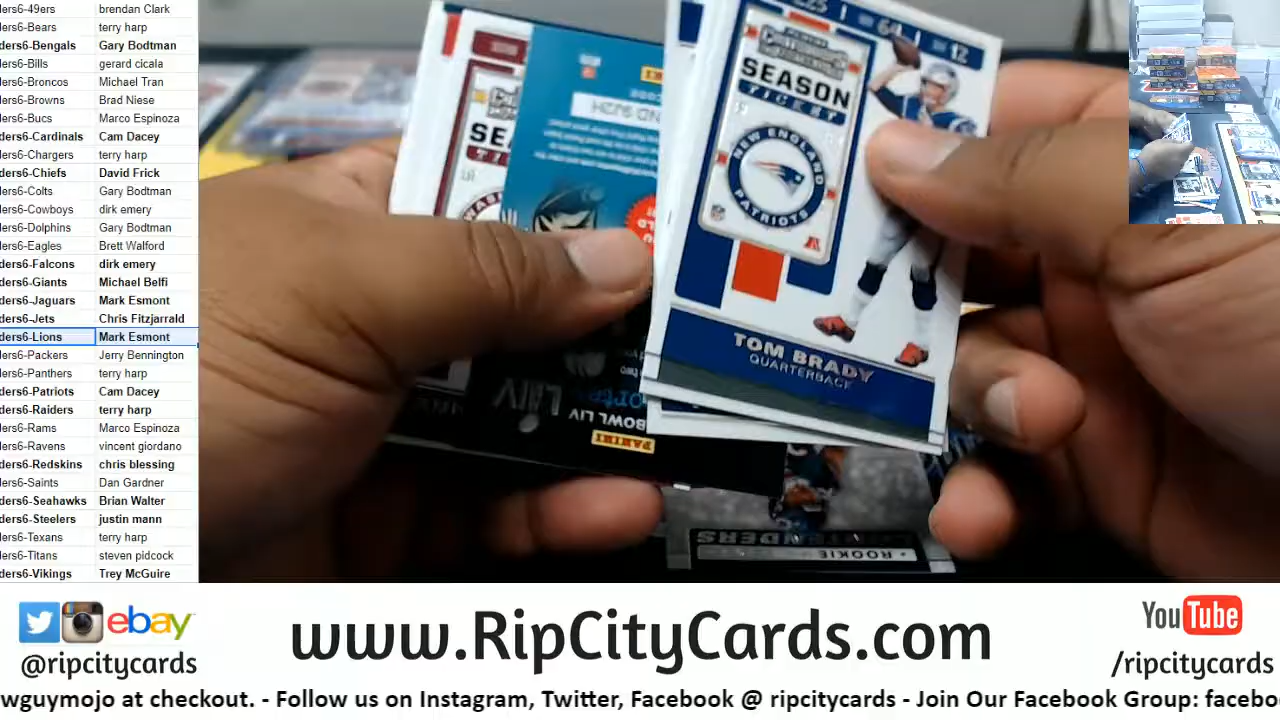 ders6-49ers brendan Clark
ders6-Bears terry harp
ders6-Bengals Gary Bodtman
ders6-Bills gerard cicala
ders6-Broncos Michael Tran
ders6-Browns Brad Niese
ders6-Bucs Marco Espinoza
ders6-Cardinals Cam Dacey
ders6-Chargers terry harp
ders6-Chiefs David Frick
ders6-Colts Gary Bodtman
ders6-Cowboys dirk emery
ders6-Dolphins Gary Bodtman
ders6-Eagles Brett Walford
ders6-Falcons dirk emery
ders6-Giants Michael Belfi
ders6-Jaguars Mark Esmont
ders6-Jets Chris Fitzjarrald
ders6-Lions Mark Esmont
ders6-Packers Jerry Bennington
ders6-Panthers terry harp
ders6-Patriots Cam Dacey
ders6-Raiders terry harp
ders6-Rams Marco Espinoza
ders6-Ravens vincent giordano
ders6-Redskins chris blessing
ders6-Saints Dan Gardner
ders6-Seahawks Brian Walter
ders6-Steelers justin mann
ders6-Texans terry harp
ders6-Titans steven pidcock
ders6-Vikings Trey McGuire
12
SEASON
TICKET
NEW ENGLAND
PATRIOTS
TOM BRADY
QUARTERBACK
PANINI
BOWL LIV
LIV
ROOKIE
ebay
@ripcitycards
www.RipCityCards.com
YouTube
/ripcitycards
wguymojo at checkout. - Follow us on Instagram, Twitter, Facebook @ ripcitycards - Join Our Facebook Group: facebo